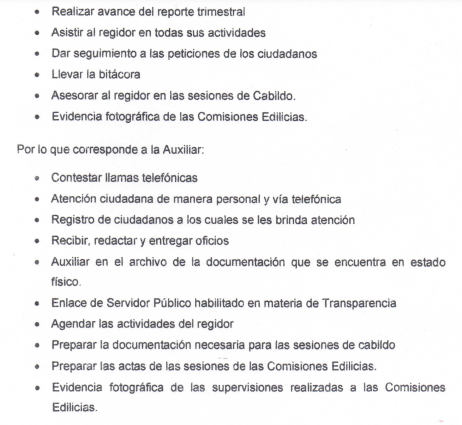 • Realizar avance del reporte trimestral
• Asistir al regidor en todas sus actividades
• Dar seguimiento a las peticiones de los ciudadanos
• Llevar la bitácora
• Asesorar al regidor en las sesiones de Cabildo.
• Evidencia fotográfica de las Comisiones Edilicias.
Por lo que corresponde a la Auxiliar:
• Contestar llamas telefónicas
• Atención ciudadana de manera personal y vía telefónica
• Registro de ciudadanos a los cuales se les brinda atención
• Recibir, redactar y entregar oficios
• Auxiliar en el archivo de la documentación que se encuentra en estado
físico.
• Enlace de Servidor Público habilitado en materia de Transparencia
• Agendar las actividades del regidor
• Preparar la documentación necesaria para las sesiones de cabildo
• Preparar las actas de las sesiones de las Comisiones Edilicias.
• Evidencia fotográfica de las supervisiones realizadas a las Comisiones
Edilicias.